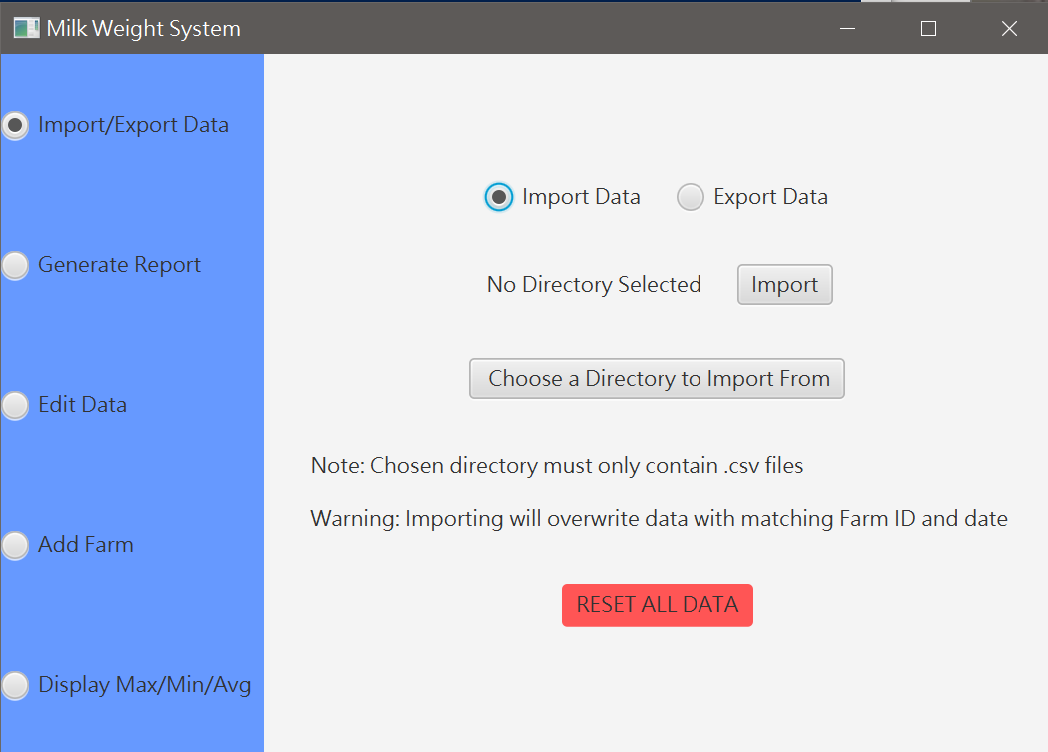 Milk Weight System
Import/Export Data
Generate Report
Edit Data
Add Farm
Display Max/Min/Avg
Import Data
Export Data
No Directory Selected
Import
Choose a Directory to Import From
Note: Chosen directory must only contain .csv files
Warning: Importing will overwrite data with matching Farm ID and date
RESET ALL DATA